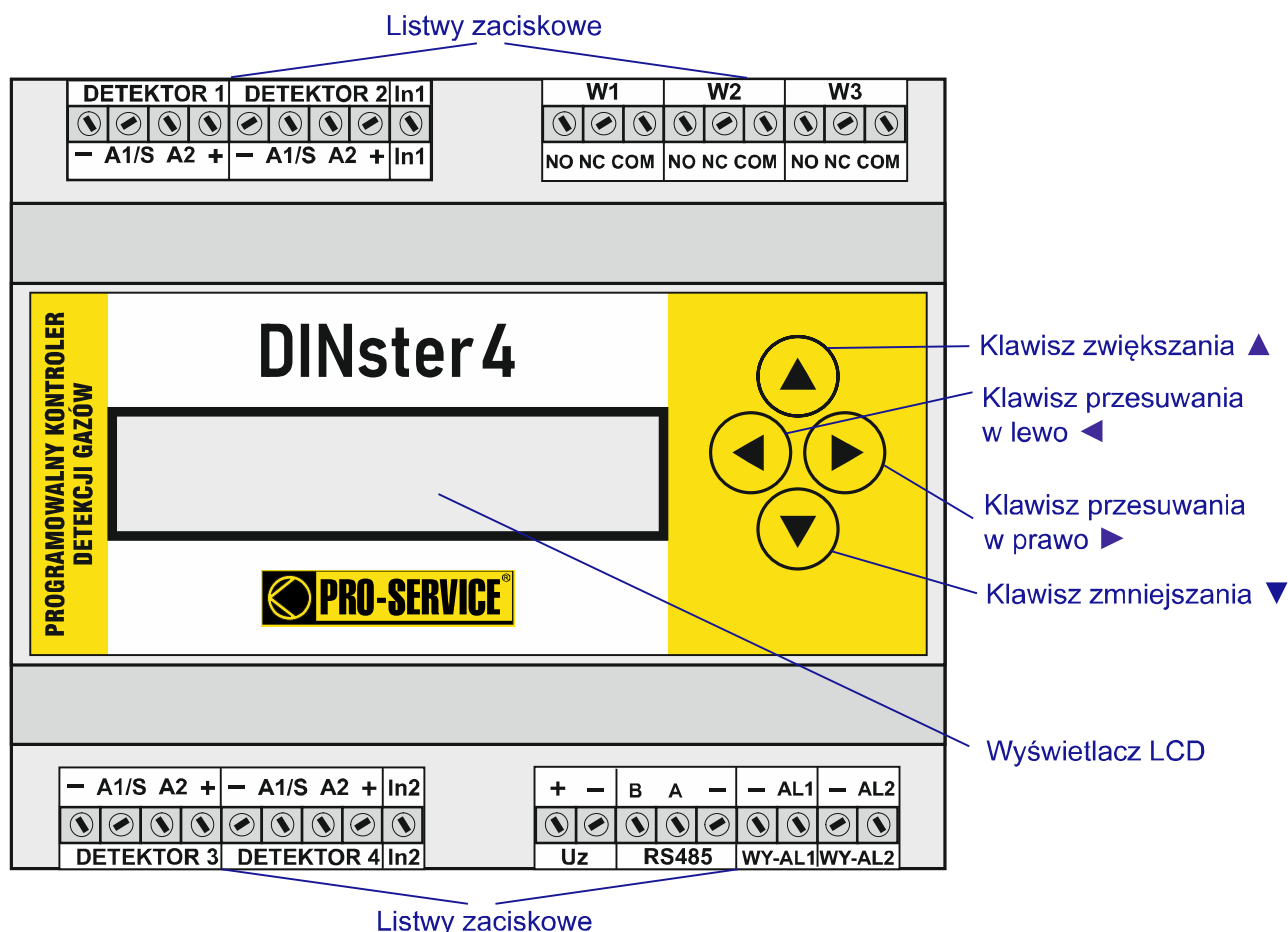 Listwy zaciskowe
DETEKTOR 1 DETEKTOR 2 In1
− A1/S A2 + − A1/S A2 + In1
W1 W2 W3
NO NC COM NO NC COM NO NC COM
PROGRAMOWALNY KONTROLER
DETEKCJI GAZÓW
DINster 4
PRO-SERVICE®
Klawisz zwiększania ▲
Klawisz przesuwania
w lewo ◀
Klawisz przesuwania
w prawo ▶
Klawisz zmniejszania ▼
Wyświetlacz LCD
− A1/S A2 + − A1/S A2 + In2
DETEKTOR 3 DETEKTOR 4 In2
+ − B A − − AL1 − AL2
Uz RS485 WY-AL1 WY-AL2
Listwy zaciskowe